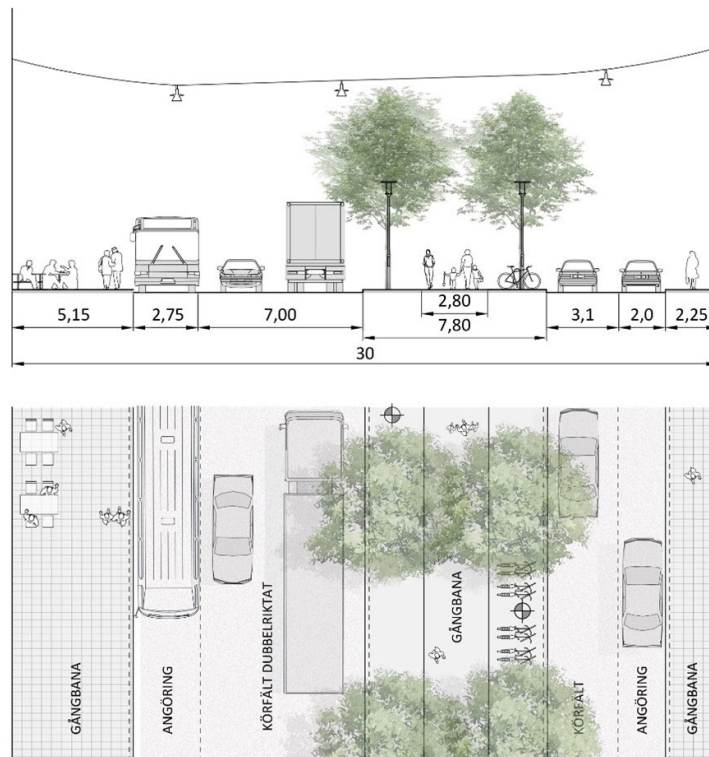 2,80
5,15 2,75 7,00 7,80 3,1 2,0 2,25
30
GÅNGBANA
ANGÖRING
KÖRFÄLT DUBBELRIKTAT
GÅNGBANA
KÖRFÄLT
ANGÖRING
GÅNGBANA